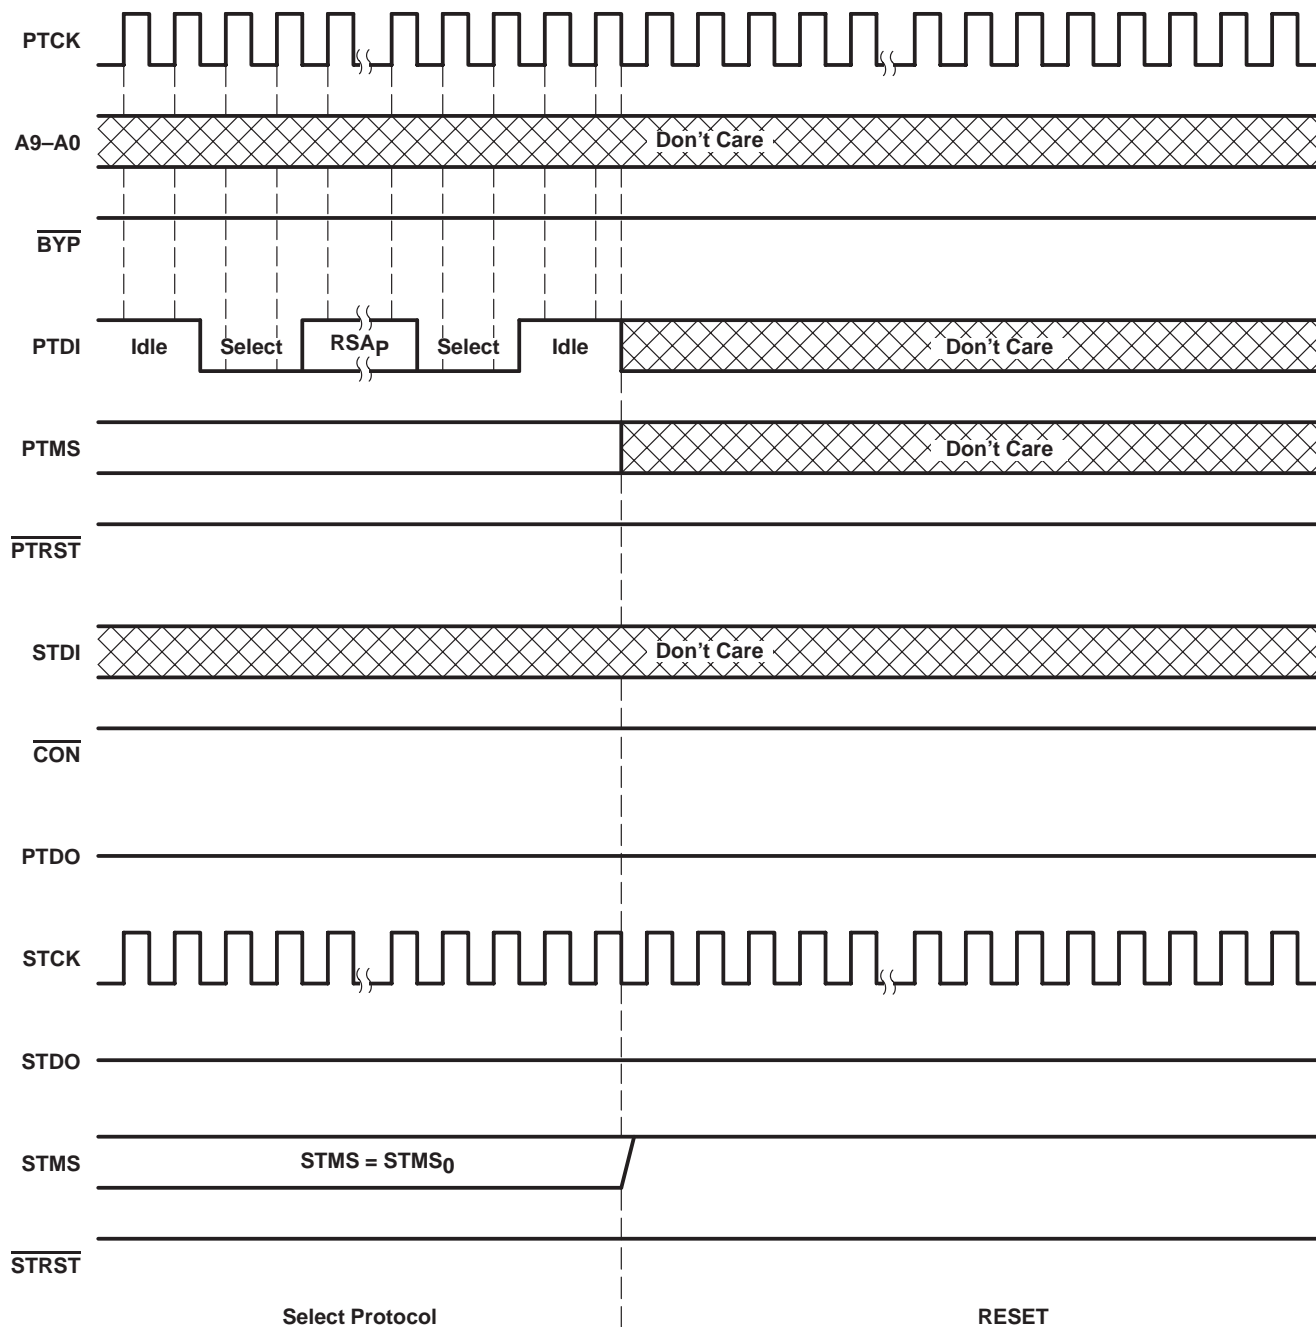 PTCK
A9–A0 Don't Care
BYP
PTDI Idle Select RSAP Select Idle Don't Care
PTMS Don't Care
PTRST
STDI Don't Care
CON
PTDO
STCK
STDO
STMS STMS = STMS0
STRST
Select Protocol RESET